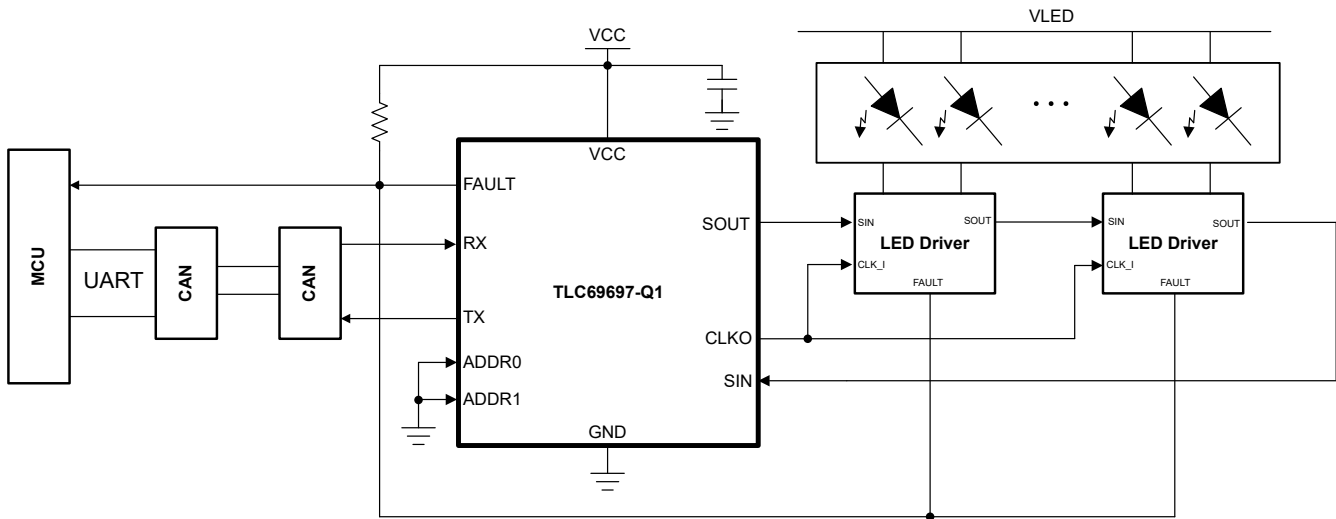 VCC
VLED
VCC
FAULT
RX
TX
ADDR0
ADDR1
GND
SOUT
CLKO
SIN
TLC69697-Q1
MCU
UART
CAN
CAN
SIN
SOUT
LED Driver
CLK_I
FAULT
SIN
SOUT
LED Driver
CLK_I
FAULT